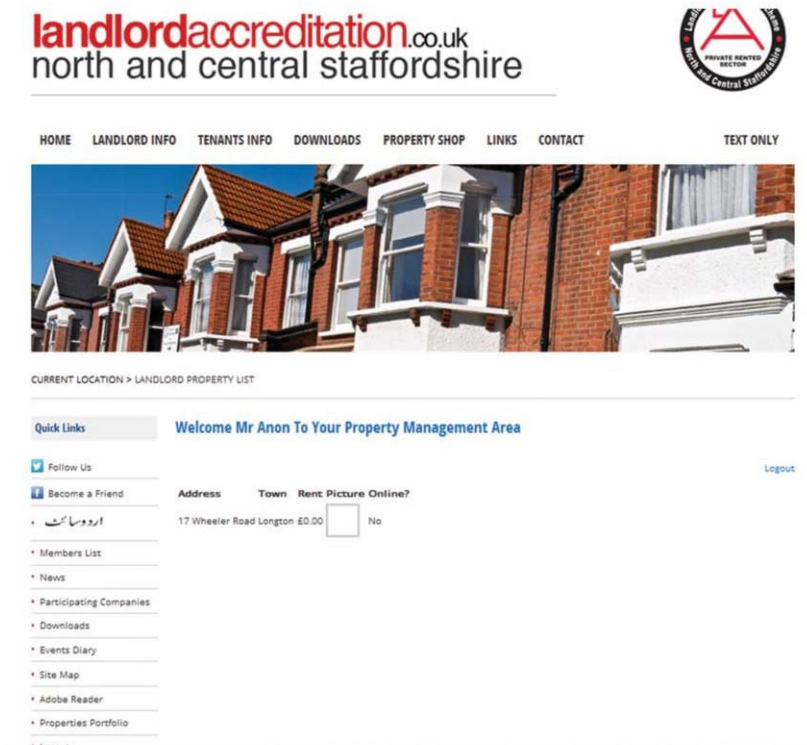 landlordaccreditation.co.uk
north and central staffordshire
PRIVATE RENTED
SECTOR
North and Central Staffordshire
HOME LANDLORD INFO TENANTS INFO DOWNLOADS PROPERTY SHOP LINKS CONTACT TEXT ONLY
CURRENT LOCATION > LANDLORD PROPERTY LIST
Quick Links
Welcome Mr Anon To Your Property Management Area
Logout
Follow Us
Become a Friend
اردو سائٹ
Members List
News
Participating Companies
Downloads
Events Diary
Site Map
Adobe Reader
Properties Portfolio
Address Town Rent Picture Online?
17 Wheeler Road Longton £0.00 No